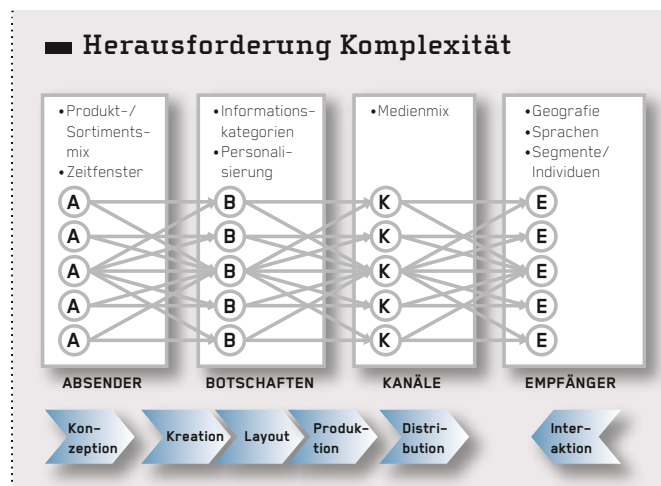 Herausforderung Komplexität
• Produkt-/
Sortiments-
mix
• Zeitfenster
A
A
A
A
A
ABSENDER
• Informations-
kategorien
• Personali-
sierung
B
B
B
B
B
BOTSCHAFTEN
• Medienmix
K
K
K
K
K
KANÄLE
• Geografie
• Sprachen
• Segmente/
Individuen
E
E
E
E
E
EMPFÄNGER
Kon-
zeption
Kreation
Layout
Produk-
tion
Distri-
bution
Inter-
aktion